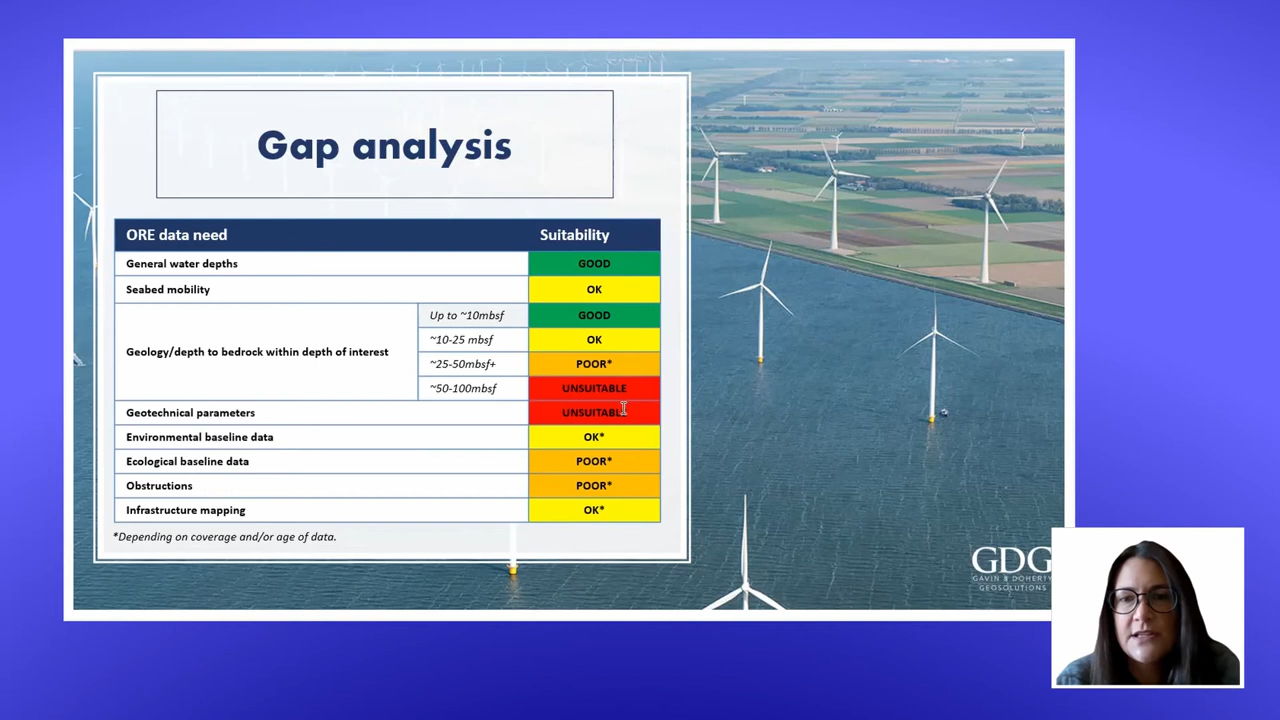 Gap analysis
ORE data need Suitability
General water depths GOOD
Seabed mobility OK
Geology/depth to bedrock within depth of interest
Up to ~10mbsf GOOD
~10-25 mbsf OK
~25-50mbsf+ POOR*
~50-100mbsf UNSUITABLE
Geotechnical parameters UNSUITABLE
Environmental baseline data OK*
Ecological baseline data POOR*
Obstructions POOR*
Infrastructure mapping OK*
*Depending on coverage and/or age of data.
GDG
GAVIN & DOHERTY
GEOSOLUTIONS